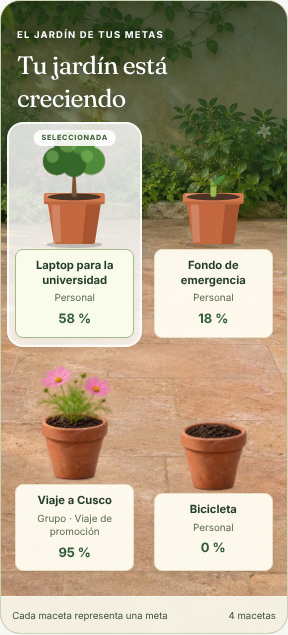 EL JARDÍN DE TUS METAS
Tu jardín está
creciendo
SELECCIONADA
Laptop para la
universidad
Personal
58 %
Fondo de
emergencia
Personal
18 %
Viaje a Cusco
Grupo · Viaje de
promoción
95 %
Bicicleta
Personal
0 %
Cada maceta representa una meta
4 macetas